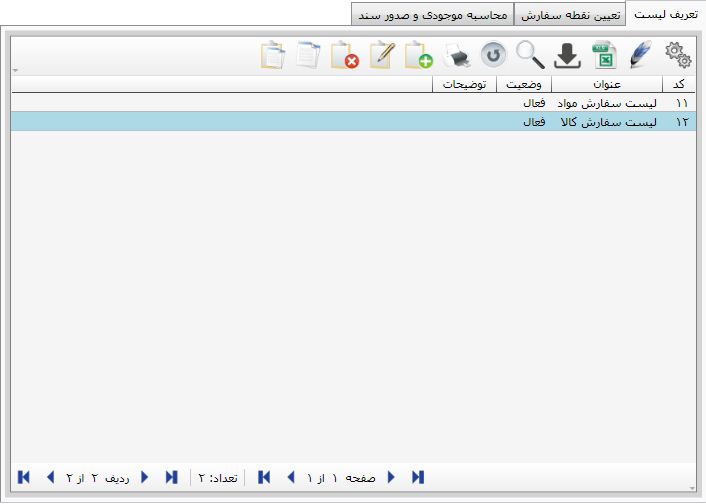 تعریف لیست تعیین نقطه سفارش محاسبه موجودی و صدور سند
کد عنوان وضعیت توضیحات
۱۱ لیست سفارش مواد فعال
۱۲ لیست سفارش کالا فعال
صفحه ۱ از ۱ تعداد: ۲ ردیف ۲ از ۲